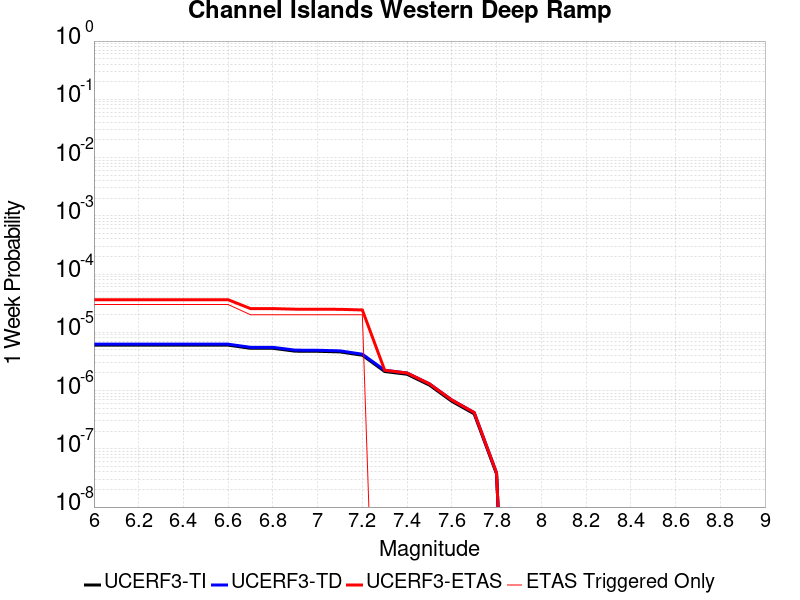 Channel Islands Western Deep Ramp
10^0
10^-1
10^-2
10^-3
10^-4
10^-5
10^-6
10^-7
10^-8
1 Week Probability
6 6.2 6.4 6.6 6.8 7 7.2 7.4 7.6 7.8 8 8.2 8.4 8.6 8.8 9
Magnitude
UCERF3-TI UCERF3-TD UCERF3-ETAS ETAS Triggered Only